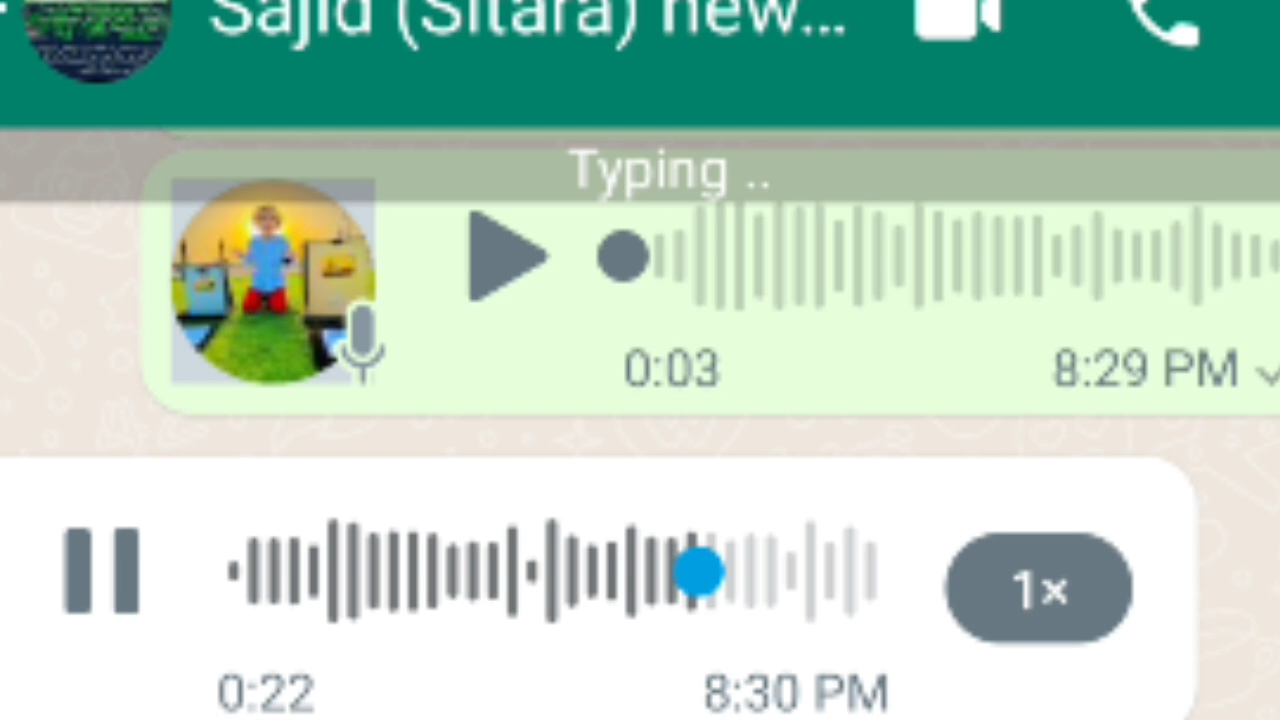 Sajid (Sitara) new...
Typing ..
0:03 8:29 PM
0:22 8:30 PM
1×